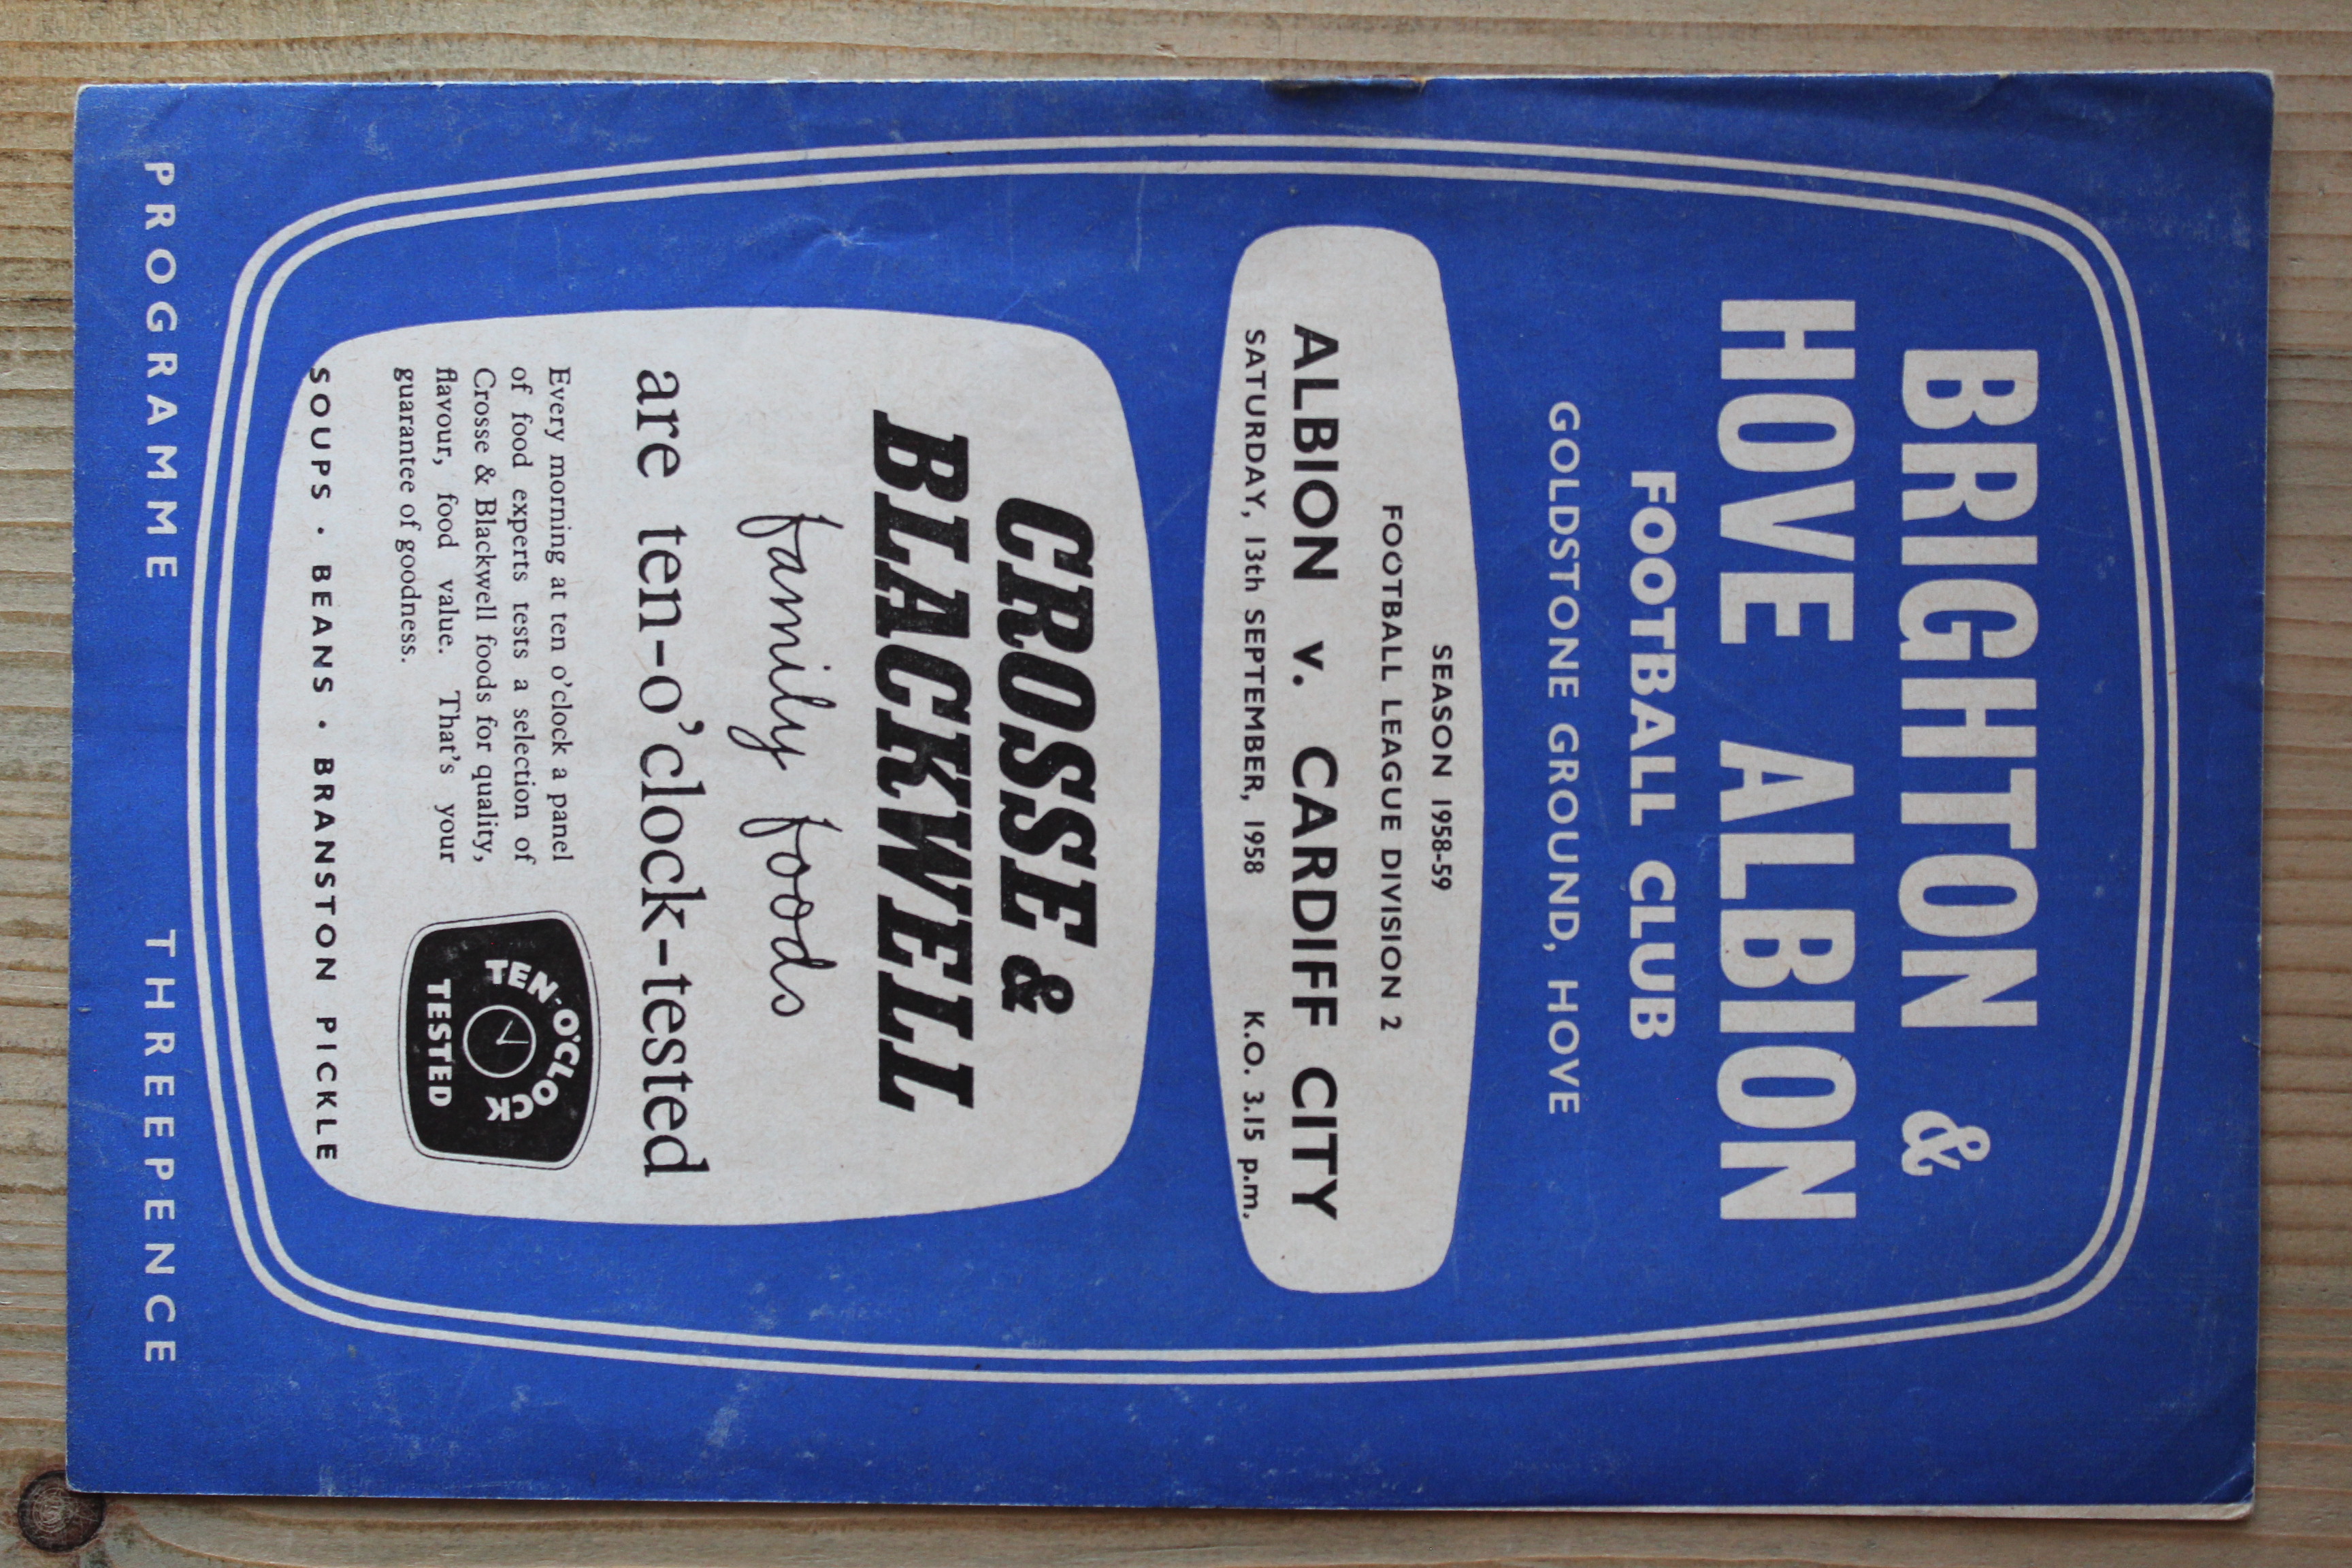 BRIGHTON &
HOVE ALBION
FOOTBALL CLUB
GOLDSTONE GROUND, HOVE
SEASON 1958-59
FOOTBALL LEAGUE DIVISION 2
ALBION v. CARDIFF CITY
SATURDAY, 13th SEPTEMBER, 1958 K.O. 3.15 p.m.
CROSSE &
BLACKWELL
family foods
are ten-o'clock-tested
Every morning at ten o'clock a panel
of food experts tests a selection of
Crosse & Blackwell foods for quality,
flavour, food value. That's your
guarantee of goodness.
TEN-O'CLOCK
TESTED
SOUPS · BEANS · BRANSTON PICKLE
PROGRAMME THREEPENCE